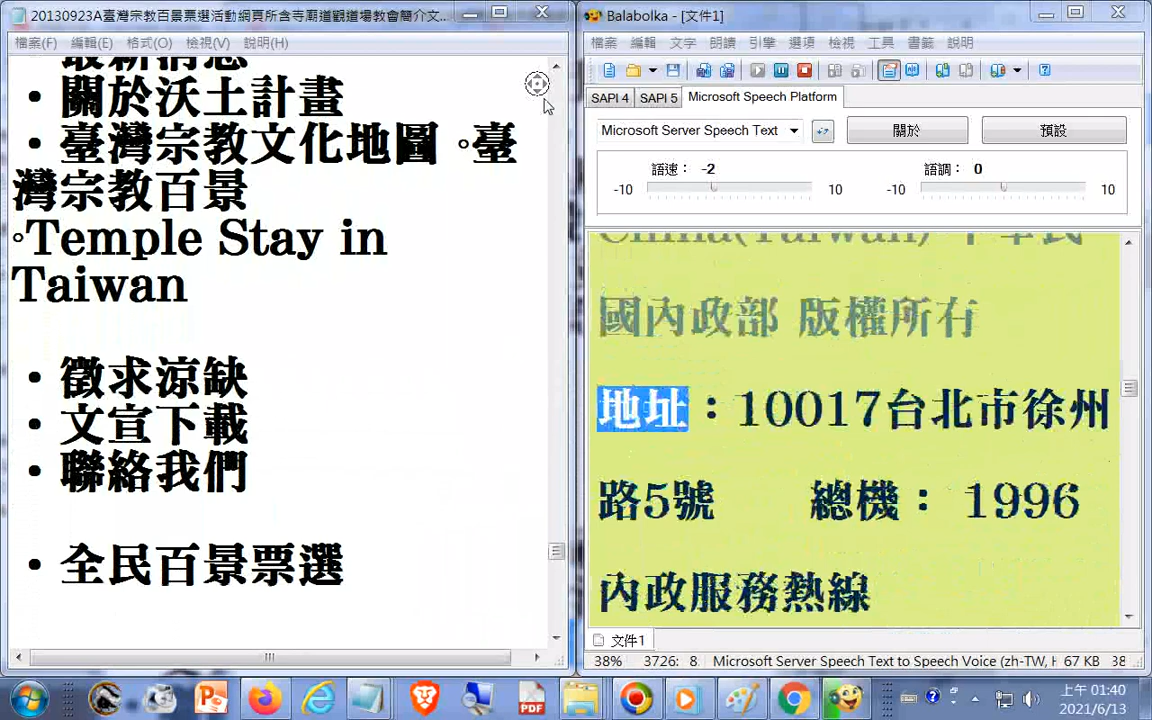 20130923A臺灣宗教百景票選活動網頁所含寺廟道觀道場教會簡介文...
檔案(F) 編輯(E) 格式(O) 檢視(V) 說明(H)
最新消息
• 關於沃土計畫
• 臺灣宗教文化地圖 。臺
灣宗教百景
。Temple Stay in
Taiwan
• 徵求涼缺
• 文宣下載
• 聯絡我們
• 全民百景票選
Balabolka - [文件1]
檔案 編輯 文字 朗讀 引擎 選項 檢視 工具 書籤 說明
SAPI 4 SAPI 5 Microsoft Speech Platform
Microsoft Server Speech Text 關於 預設
語速： -2 語調： 0
-10 10 -10 10
China(Taiwan) 中華民
國內政部 版權所有
地址：10017台北市徐州
路5號 總機： 1996
內政服務熱線
文件1
38% 3726: 8 Microsoft Server Speech Text to Speech Voice (zh-TW, H 67 KB 38
上午 01:40
2021/6/13